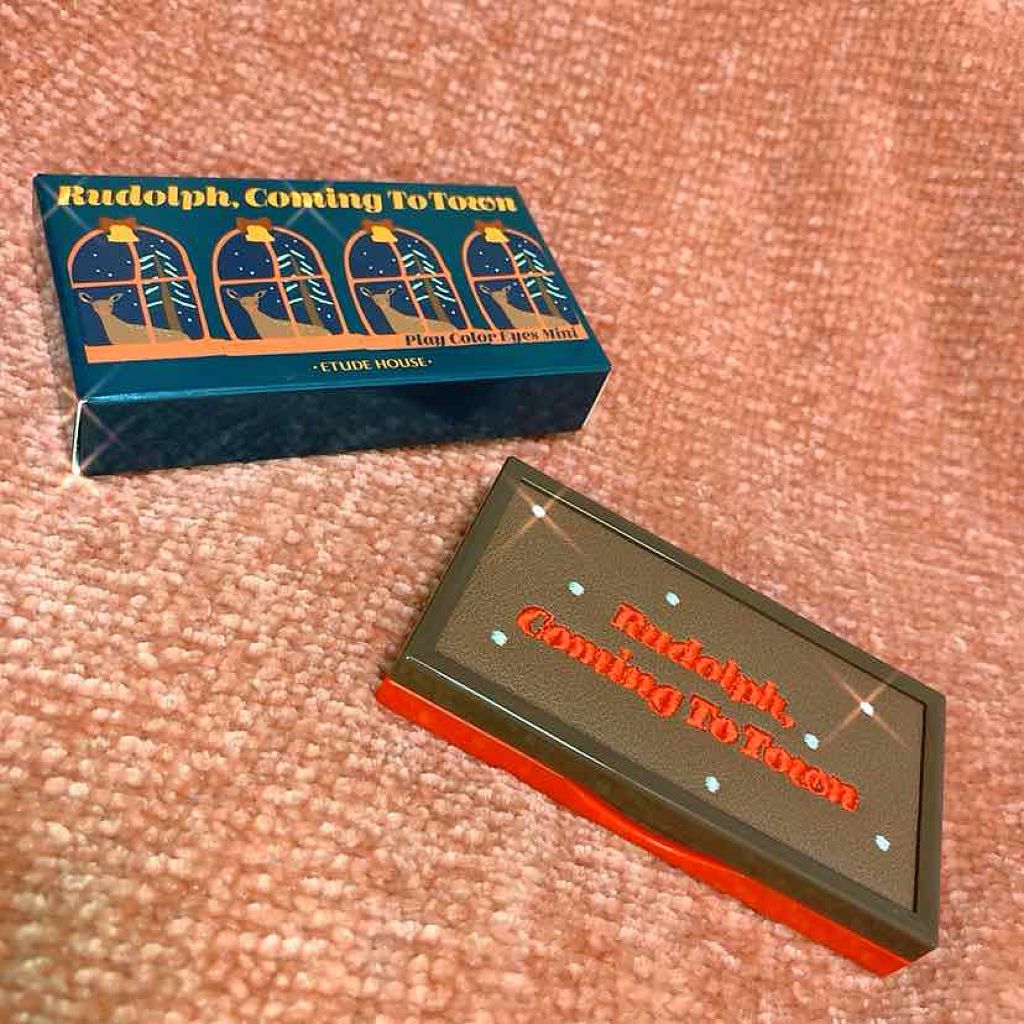 Rudolph, Coming To Town
Play Color Eyes Mini
·ETUDE HOUSE·
Rudolph,
Coming To Town